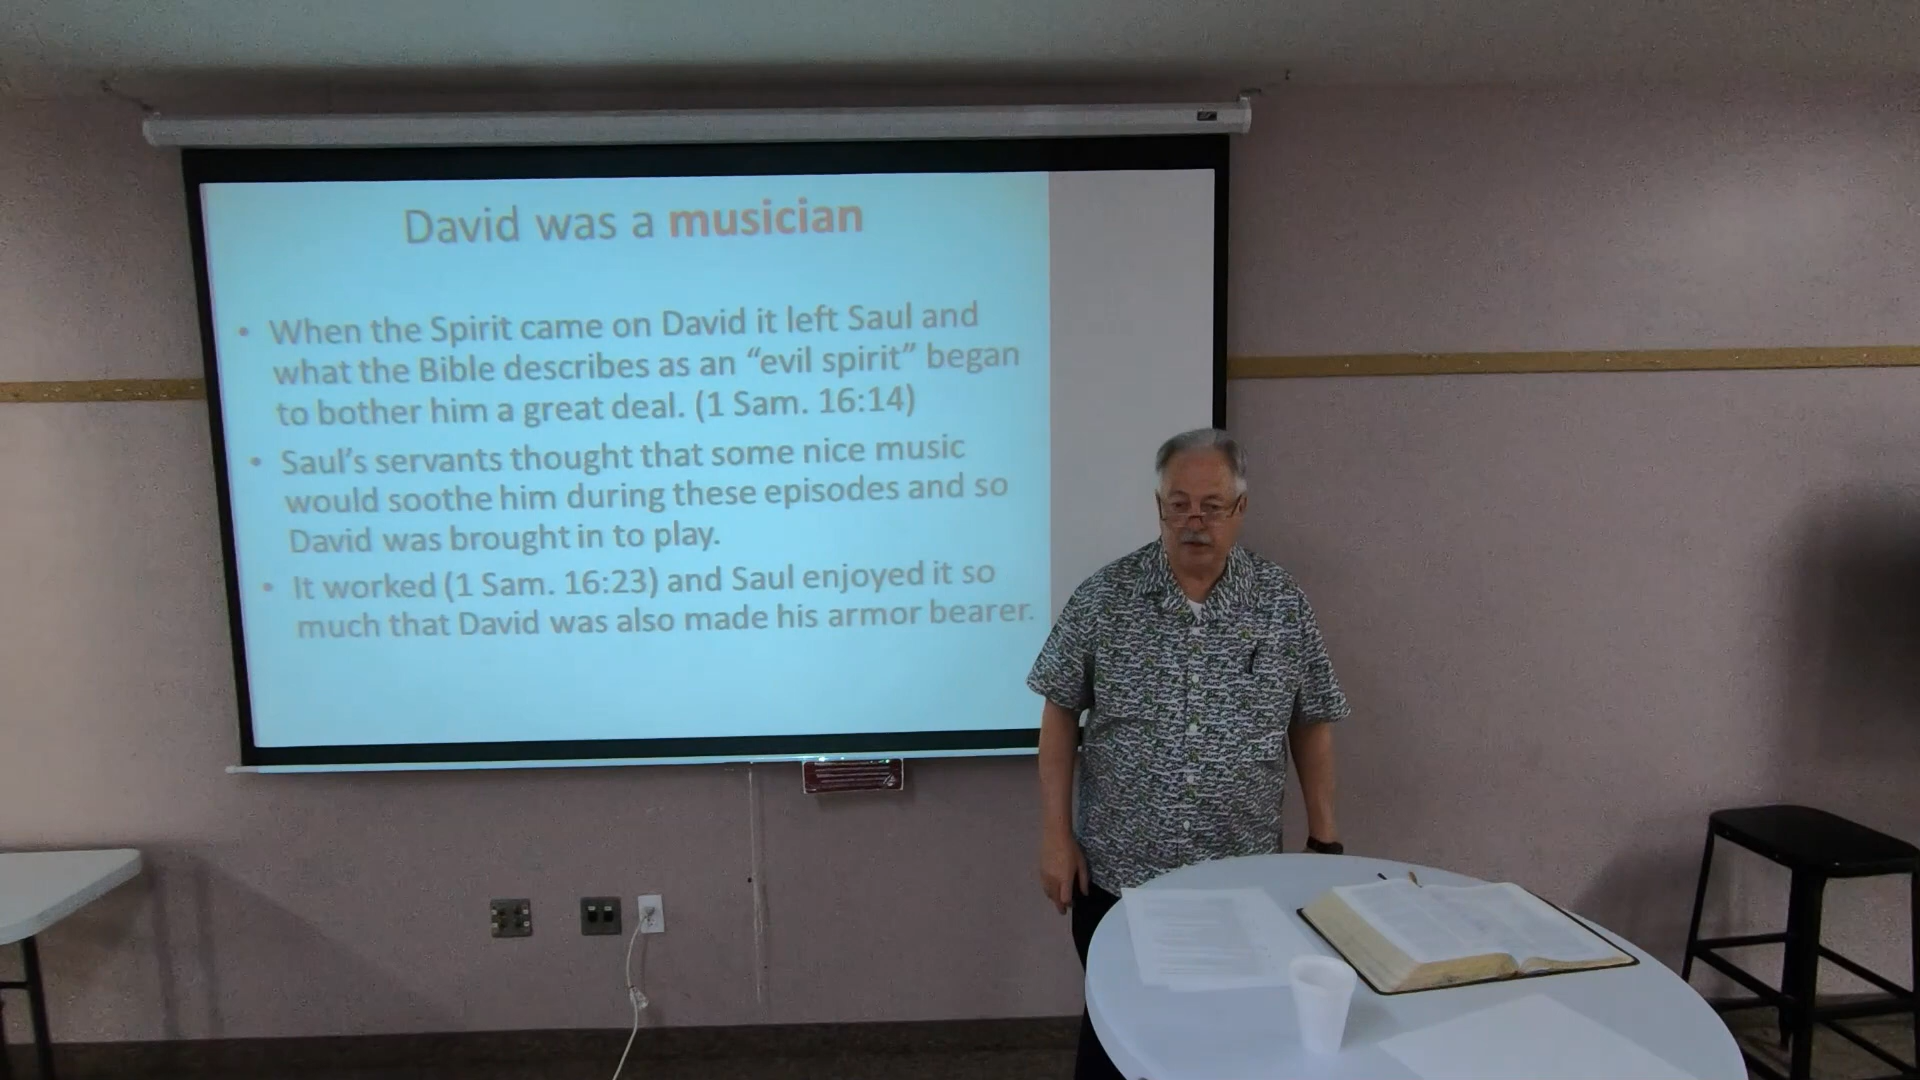 David was a musician
• When the Spirit came on David it left Saul and
what the Bible describes as an “evil spirit” began
to bother him a great deal. (1 Sam. 16:14)
• Saul’s servants thought that some nice music
would soothe him during these episodes and so
David was brought in to play.
• It worked (1 Sam. 16:23) and Saul enjoyed it so
much that David was also made his armor bearer.